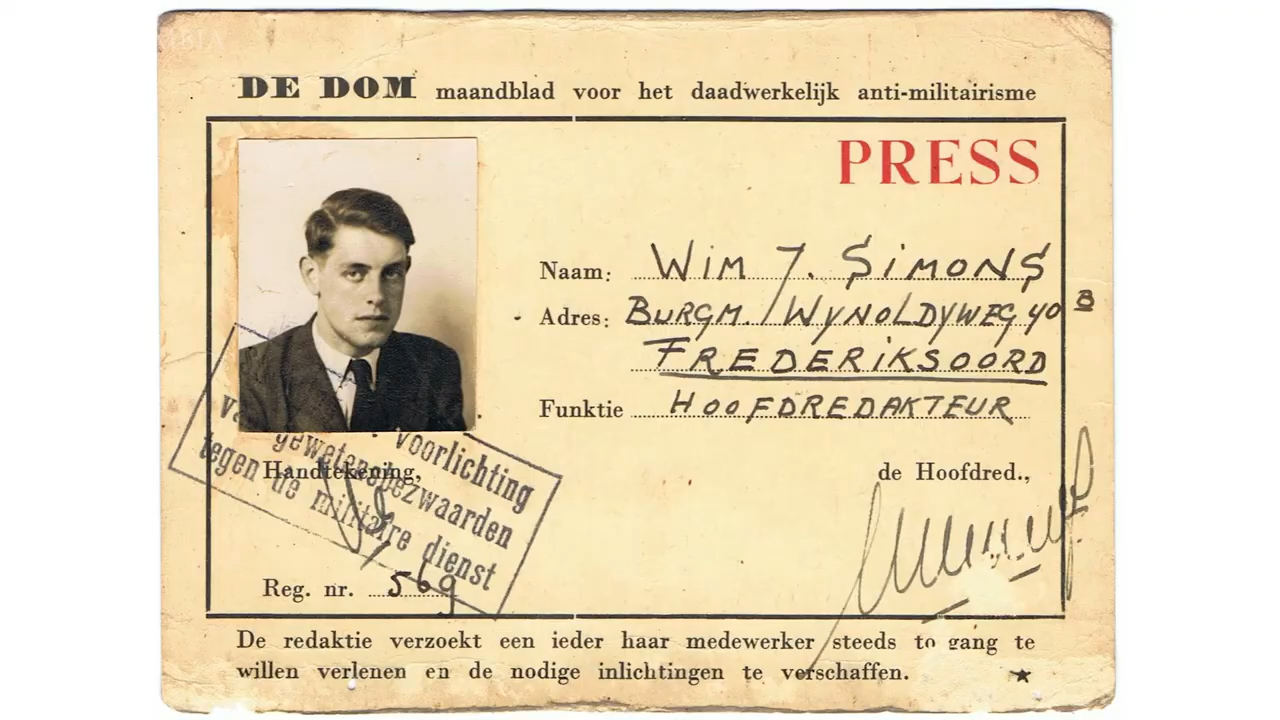 DE DOM maandblad voor het daadwerkelijk anti-militairisme
PRESS
Naam: WIM J. SIMONS
Adres: BURGM. WYNOLDYWEG 40 B
FREDERIKSOORD
Funktie HOOFDREDAKTEUR
voorlichting
gewetensbezwaarden
tegen de militaire dienst
Handtekening,
de Hoofdred.,
Reg. nr. 569
De redaktie verzoekt een ieder haar medewerker steeds to gang te
willen verlenen en de nodige inlichtingen te verschaffen.